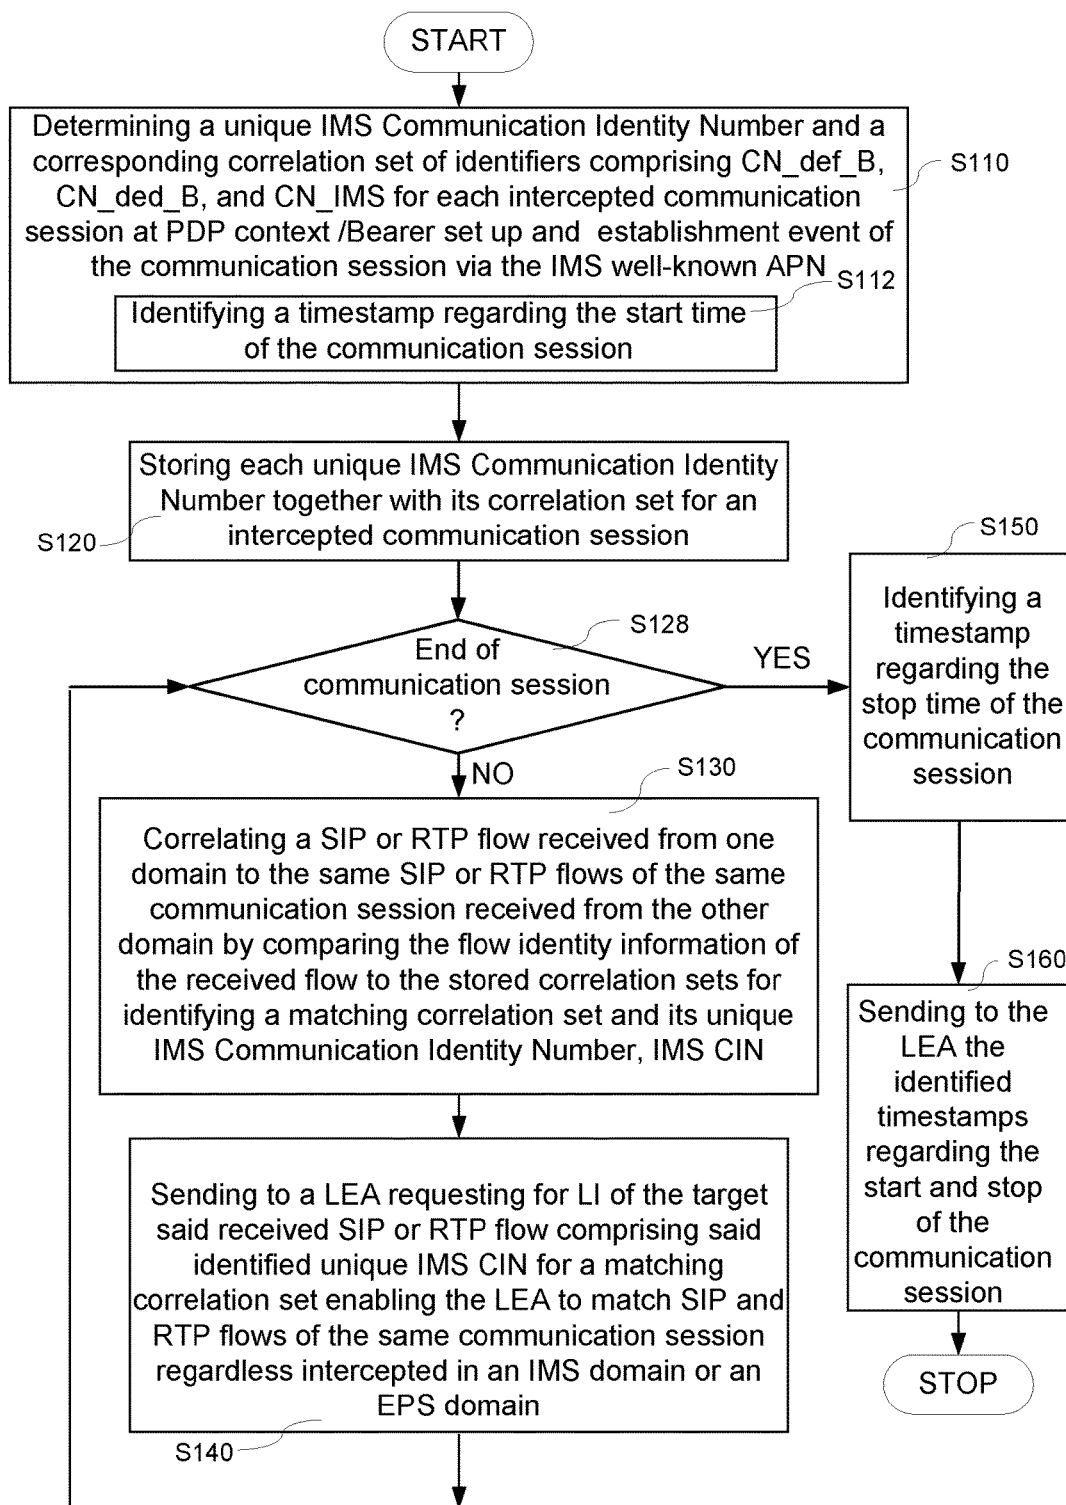 START
Determining a unique IMS Communication Identity Number and a
corresponding correlation set of identifiers comprising CN_def_B,
CN_ded_B, and CN_IMS for each intercepted communication
session at PDP context /Bearer set up and establishment event of
the communication session via the IMS well-known APN
S110
S112
Identifying a timestamp regarding the start time
of the communication session
Storing each unique IMS Communication Identity
Number together with its correlation set for an
intercepted communication session
S120
S128
End of
communication session
?
YES
NO
S150
Identifying a
timestamp
regarding the
stop time of the
communication
session
S130
Correlating a SIP or RTP flow received from one
domain to the same SIP or RTP flows of the same
communication session received from the other
domain by comparing the flow identity information of
the received flow to the stored correlation sets for
identifying a matching correlation set and its unique
IMS Communication Identity Number, IMS CIN
S160
Sending to the
LEA the
identified
timestamps
regarding the
start and stop
of the
communication
session
Sending to a LEA requesting for LI of the target
said received SIP or RTP flow comprising said
identified unique IMS CIN for a matching
correlation set enabling the LEA to match SIP and
RTP flows of the same communication session
regardless intercepted in an IMS domain or an
EPS domain
S140
STOP